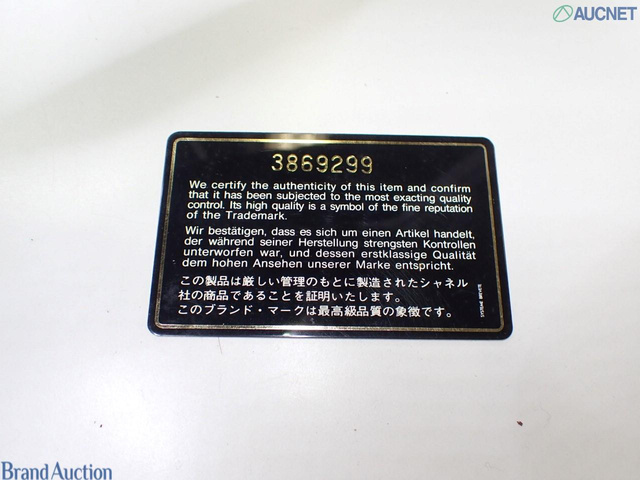 AUCNET
3869299
We certify the authenticity of this item and confirm
that it has been subjected to the most exacting quality
control. Its high quality is a symbol of the fine reputation
of the Trademark.
Wir bestätigen, dass es sich um einen Artikel handelt,
der während seiner Herstellung strengsten Kontrollen
unterworfen war, und dessen erstklassige Qualität
dem hohen Ansehen unserer Marke entspricht.
この製品は厳しい管理のもとに製造されたシャネル
社の商品であることを証明いたします。
このブランド・マークは最高級品質の象徴です。
Brand Auction